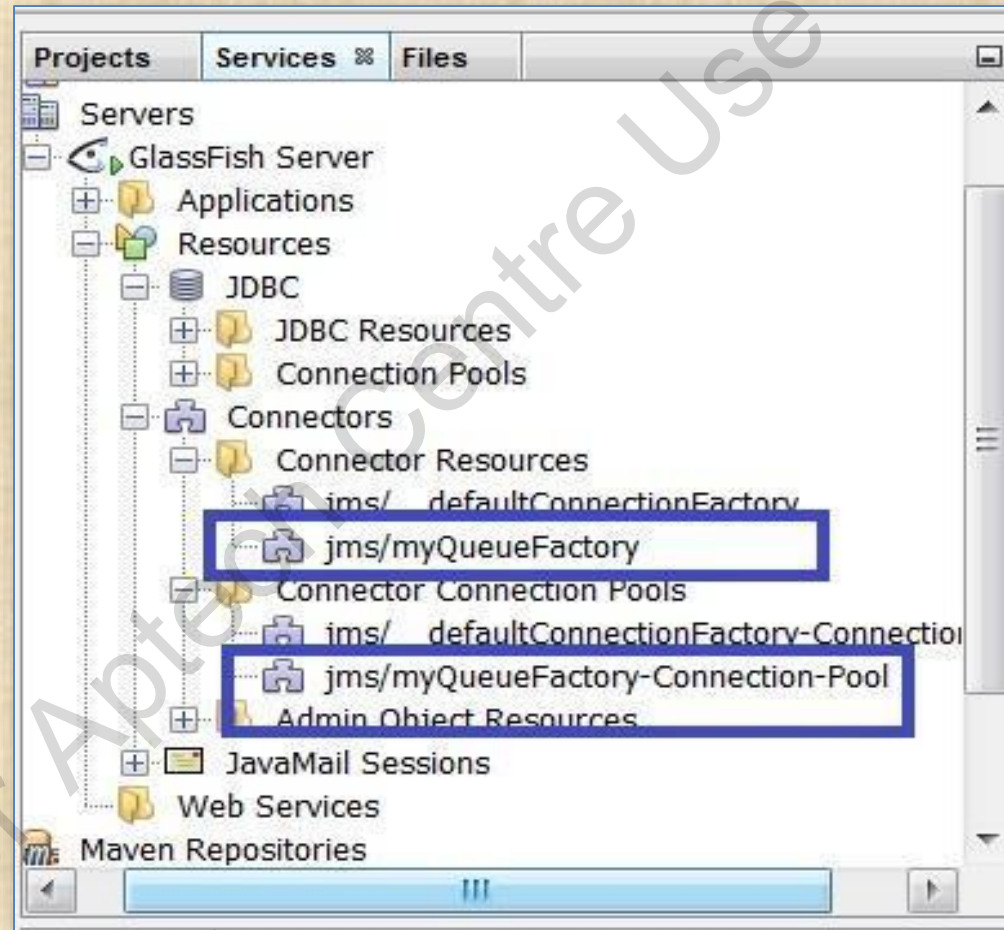 Projects Services Files
Servers
GlassFish Server
Applications
Resources
JDBC
JDBC Resources
Connection Pools
Connectors
Connector Resources
jms/__defaultConnectionFactory
jms/myQueueFactory
Connector Connection Pools
jms/__defaultConnectionFactory-Connection
jms/myQueueFactory-Connection-Pool
Admin Object Resources
JavaMail Sessions
Web Services
Maven Repositories
Aptech Centre Use